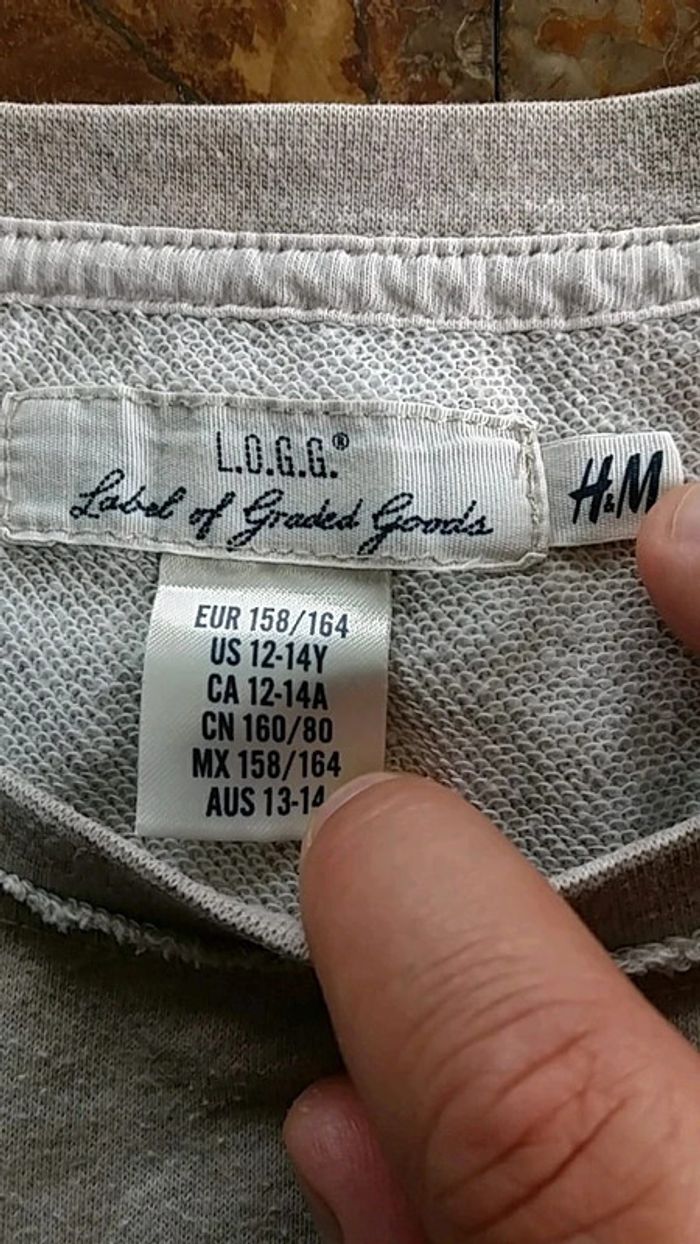 L.O.G.G.®
Label of Graded Goods
H&M
EUR 158/164
US 12-14Y
CA 12-14A
CN 160/80
MX 158/164
AUS 13-14